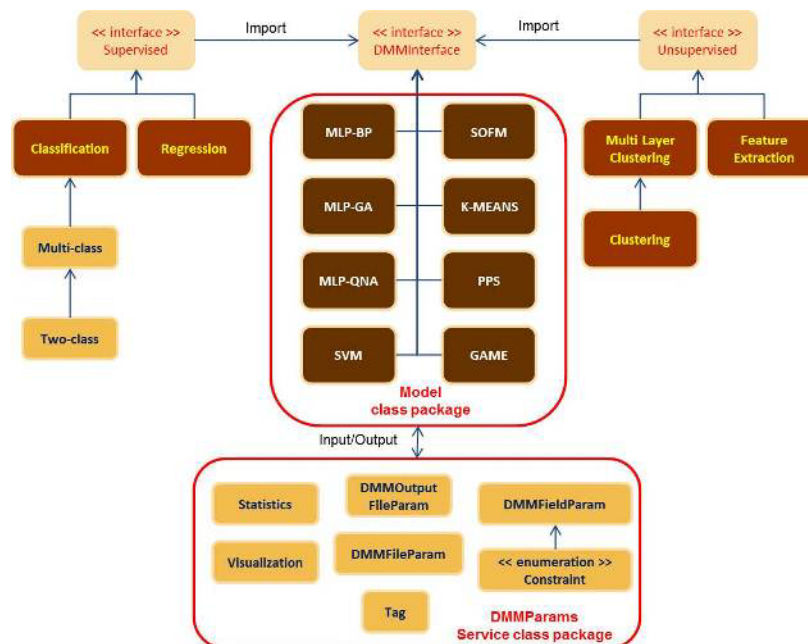 << interface >>
Supervised
Import
<< interface >>
DMMInterface
Import
<< interface >>
Unsupervised
Classification
Regression
Multi-class
Two-class
MLP-BP
SOFM
MLP-GA
K-MEANS
MLP-QNA
PPS
SVM
GAME
Model
class package
Multi Layer
Clustering
Feature
Extraction
Clustering
Input/Output
Statistics
DMMOutput
FileParam
DMMFieldParam
Visualization
DMMFileParam
<< enumeration >>
Constraint
Tag
DMMParams
Service class package